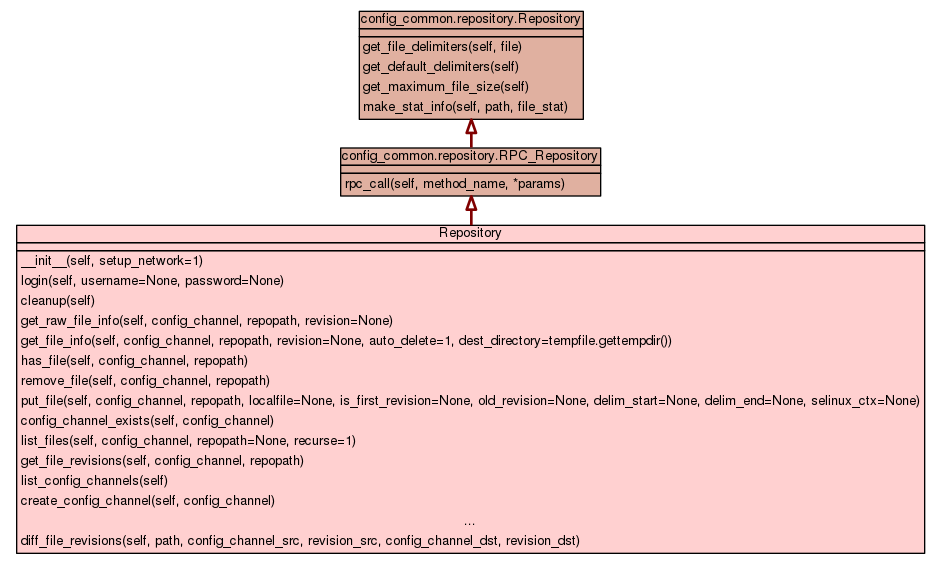 config_common.repository.Repository
get_file_delimiters(self, file)
get_default_delimiters(self)
get_maximum_file_size(self)
make_stat_info(self, path, file_stat)
config_common.repository.RPC_Repository
rpc_call(self, method_name, *params)
Repository
__init__(self, setup_network=1)
login(self, username=None, password=None)
cleanup(self)
get_raw_file_info(self, config_channel, repopath, revision=None)
get_file_info(self, config_channel, repopath, revision=None, auto_delete=1, dest_directory=tempfile.gettempdir())
has_file(self, config_channel, repopath)
remove_file(self, config_channel, repopath)
put_file(self, config_channel, repopath, localfile=None, is_first_revision=None, old_revision=None, delim_start=None, delim_end=None, selinux_ctx=None)
config_channel_exists(self, config_channel)
list_files(self, config_channel, repopath=None, recurse=1)
get_file_revisions(self, config_channel, repopath)
list_config_channels(self)
create_config_channel(self, config_channel)
...
diff_file_revisions(self, path, config_channel_src, revision_src, config_channel_dst, revision_dst)